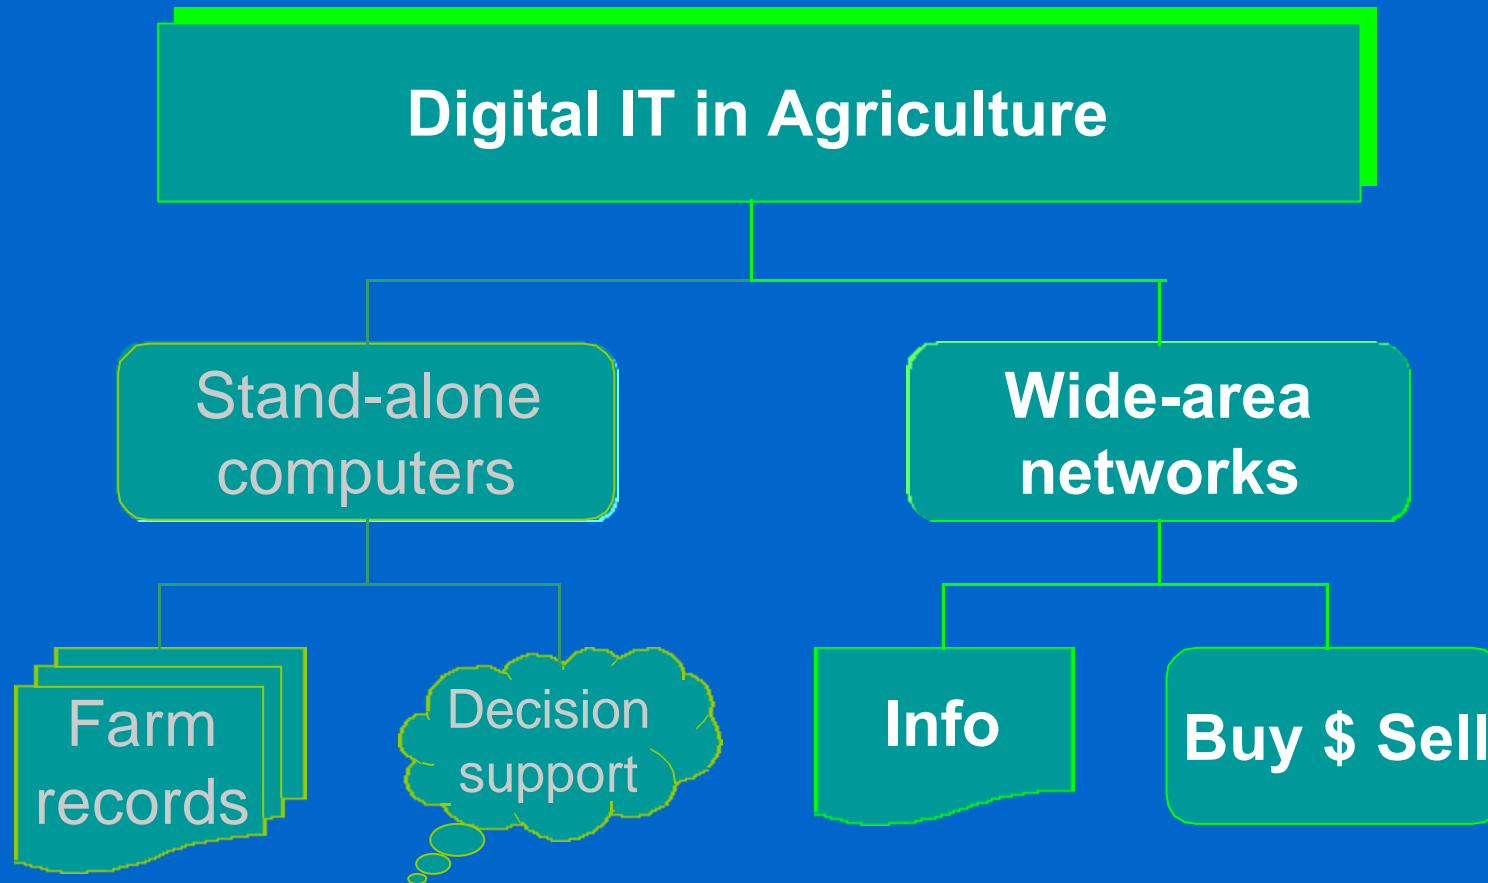 Digital IT in Agriculture
Stand-alone
computers
Wide-area
networks
Farm
records
Decision
support
Info
Buy $ Sell